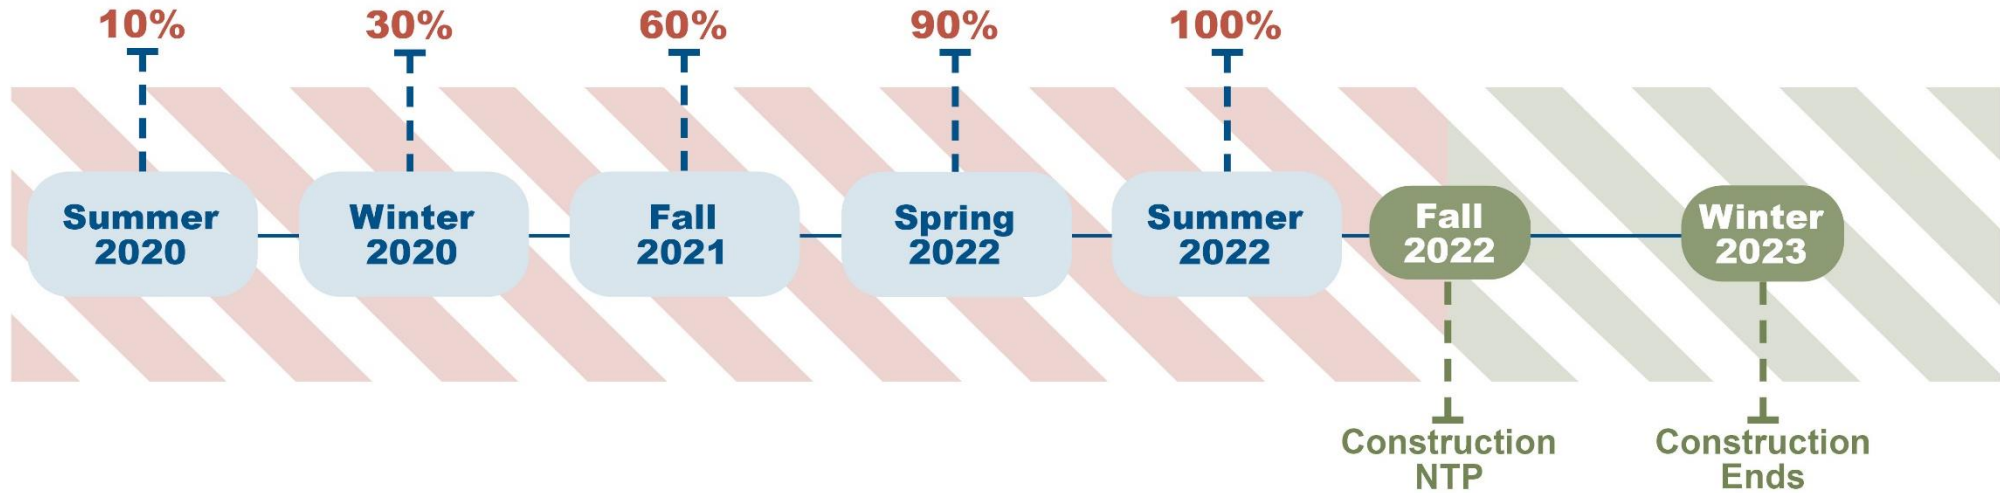 10%
30%
60%
90%
100%
Summer
2020
Winter
2020
Fall
2021
Spring
2022
Summer
2022
Fall
2022
Winter
2023
Construction
NTP
Construction
Ends